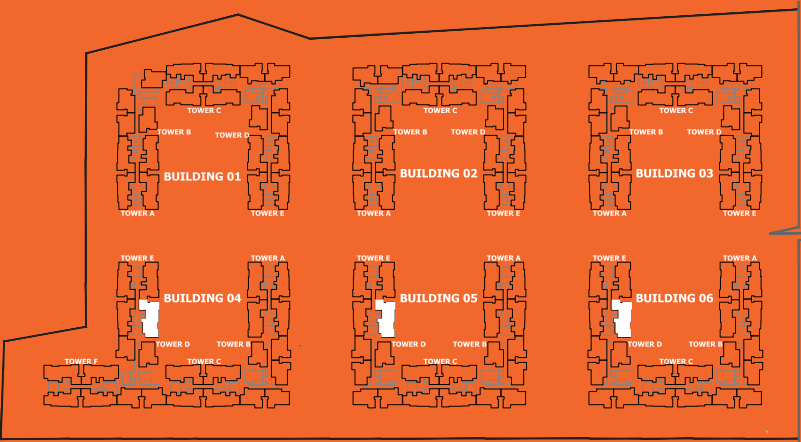 TOWER C TOWER C TOWER C
TOWER B TOWER D TOWER B TOWER D TOWER B TOWER D
BUILDING 01 BUILDING 02 BUILDING 03
TOWER A TOWER E TOWER A TOWER E TOWER A TOWER E
TOWER E TOWER A TOWER E TOWER A TOWER E TOWER A
BUILDING 04 BUILDING 05 BUILDING 06
TOWER D TOWER B TOWER D TOWER B TOWER D TOWER B
TOWER F TOWER C TOWER C TOWER C